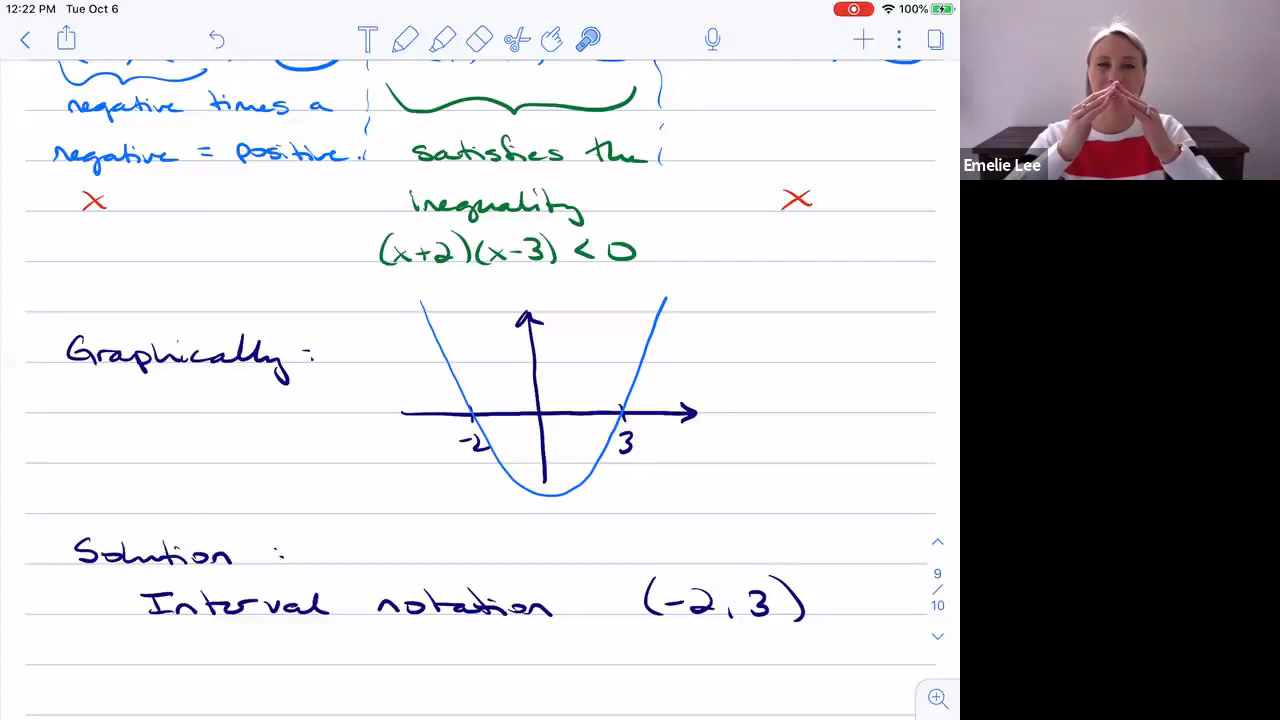 12:22 PM Tue Oct 6
100%
Emelie Lee
negative times a
negative = positive.
satisfies the
inequality
(x+2)(x-3) < 0
x
x
Graphically:
-2
3
Solution:
Interval notation (-2, 3)
9
/
10